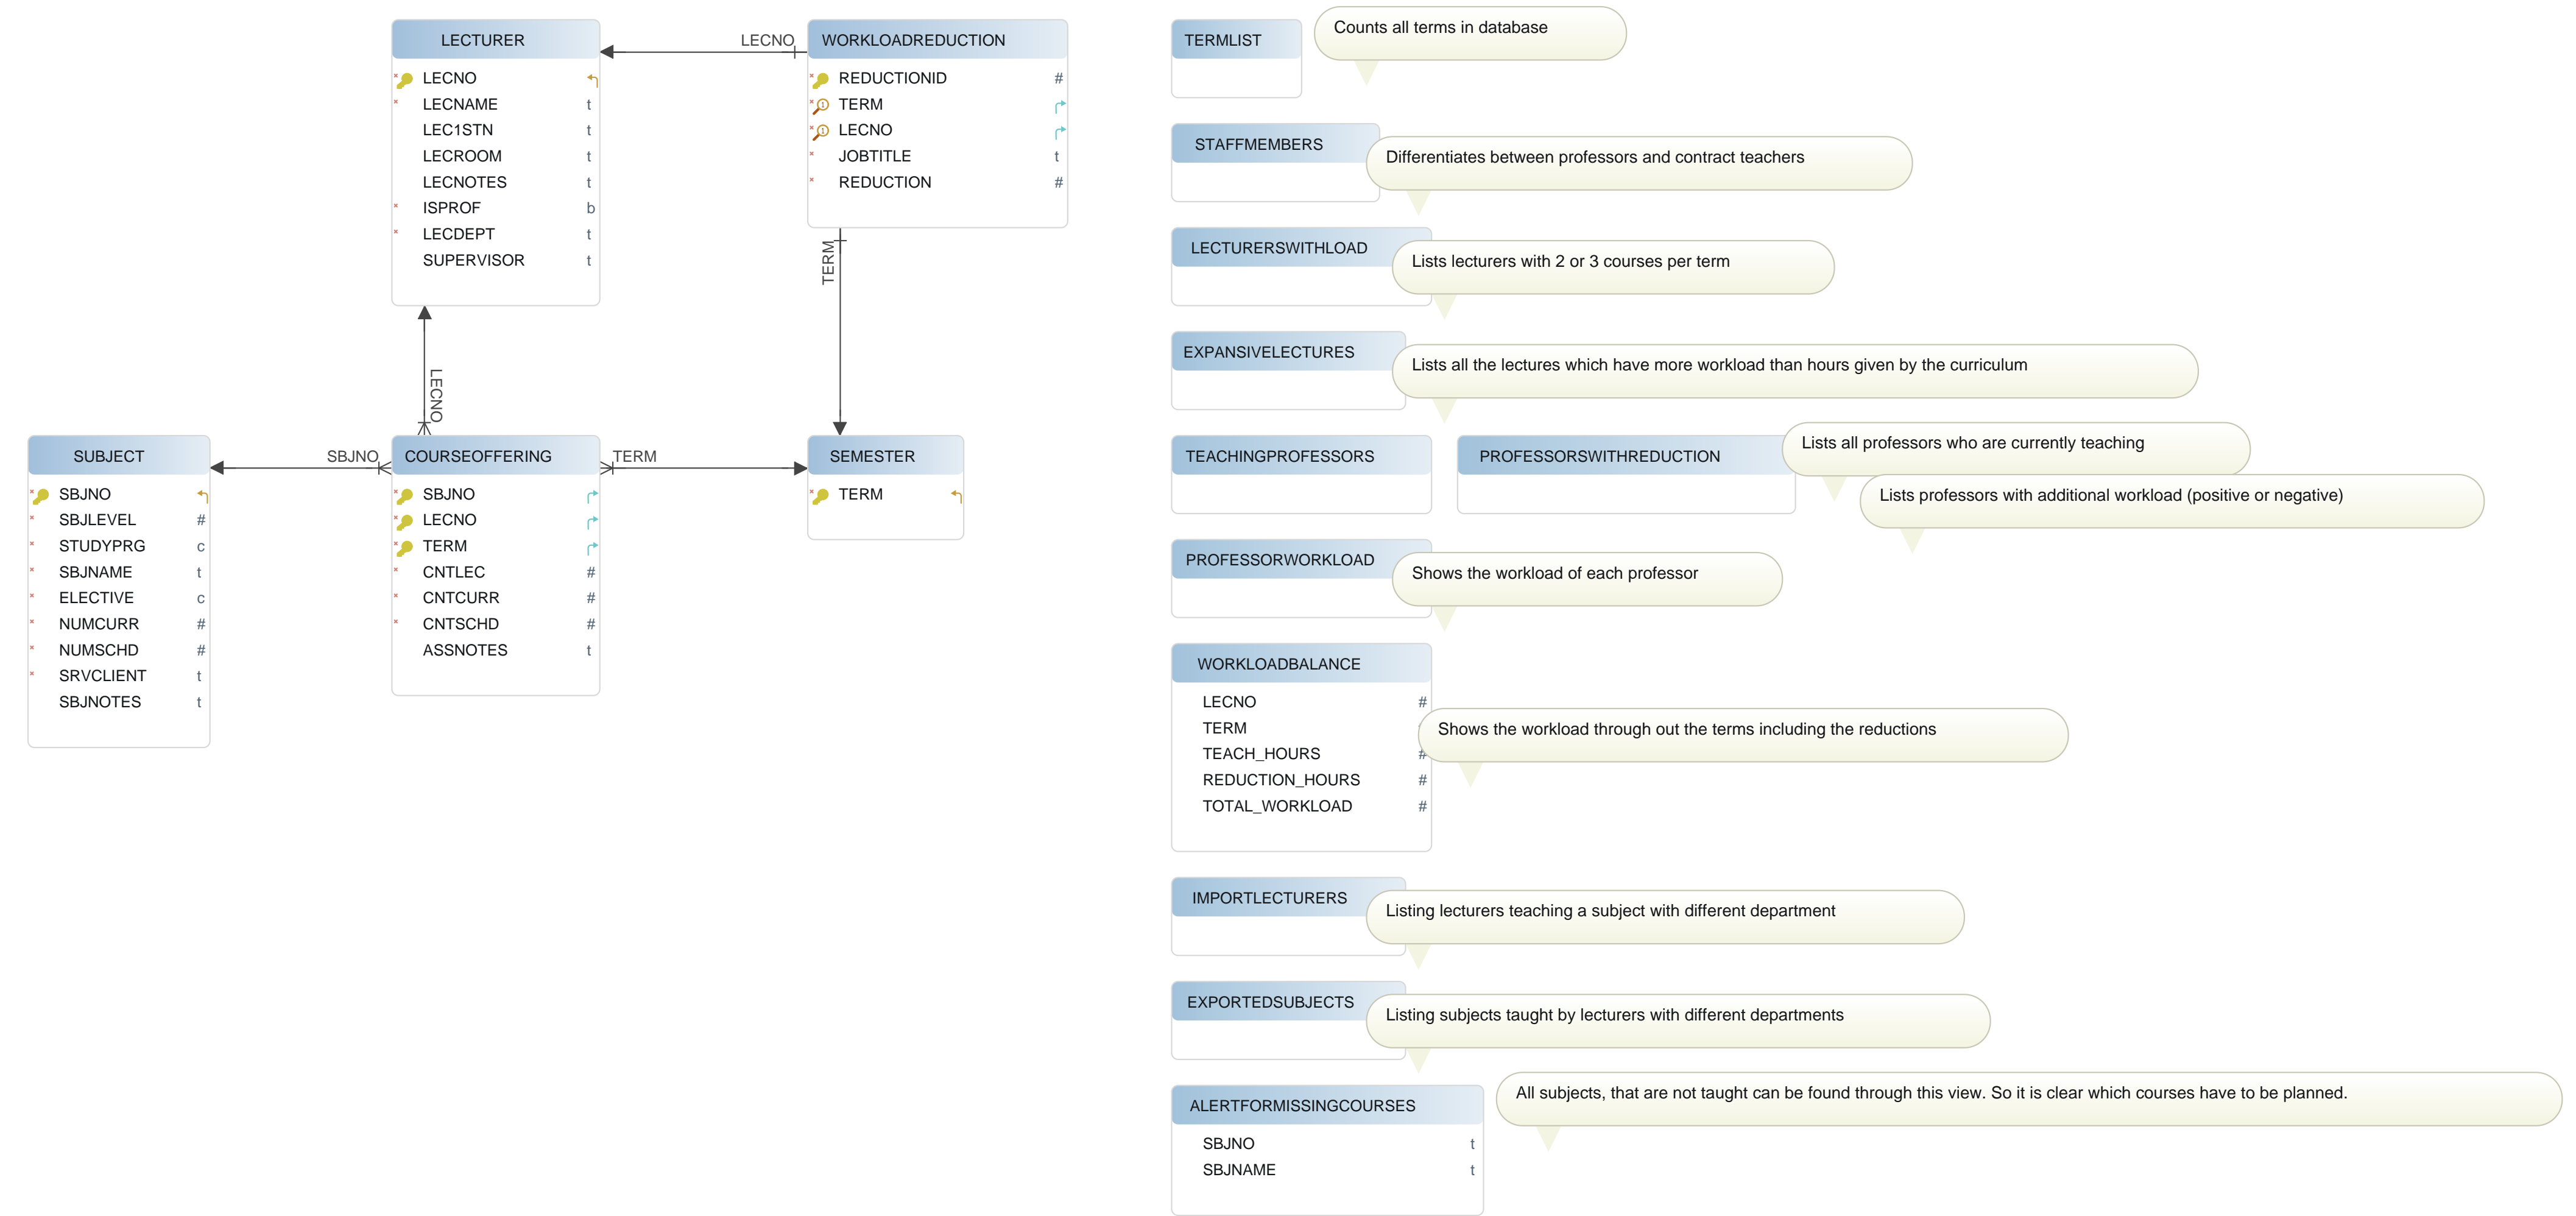 LECTURER
LECNO
LECNAME t
LEC1STN t
LECROOM t
LECNOTES t
ISPROF b
LECDEPT t
SUPERVISOR t
LECNO
WORKLOADREDUCTION
REDUCTIONID #
TERM
LECNO
JOBTITLE t
REDUCTION #
TERM
LECNO
SUBJECT
SBJNO
SBJLEVEL #
STUDYPRG c
SBJNAME t
ELECTIVE c
NUMCURR #
NUMSCHD #
SRVCLIENT t
SBJNOTES t
SBJNO
COURSEOFFERING
SBJNO
LECNO
TERM
CNTLEC #
CNTCURR #
CNTSCHD #
ASSNOTES t
TERM
SEMESTER
TERM
TERMLIST
Counts all terms in database
STAFFMEMBERS
Differentiates between professors and contract teachers
LECTURERSWITHLOAD
Lists lecturers with 2 or 3 courses per term
EXPANSIVELECTURES
Lists all the lectures which have more workload than hours given by the curriculum
TEACHINGPROFESSORS
PROFESSORSWITHREDUCTION
Lists all professors who are currently teaching
Lists professors with additional workload (positive or negative)
PROFESSORWORKLOAD
Shows the workload of each professor
WORKLOADBALANCE
LECNO #
TERM
TEACH_HOURS #
REDUCTION_HOURS #
TOTAL_WORKLOAD #
Shows the workload through out the terms including the reductions
IMPORTLECTURERS
Listing lecturers teaching a subject with different department
EXPORTEDSUBJECTS
Listing subjects taught by lecturers with different departments
ALERTFORMISSINGCOURSES
SBJNO t
SBJNAME t
All subjects, that are not taught can be found through this view. So it is clear which courses have to be planned.